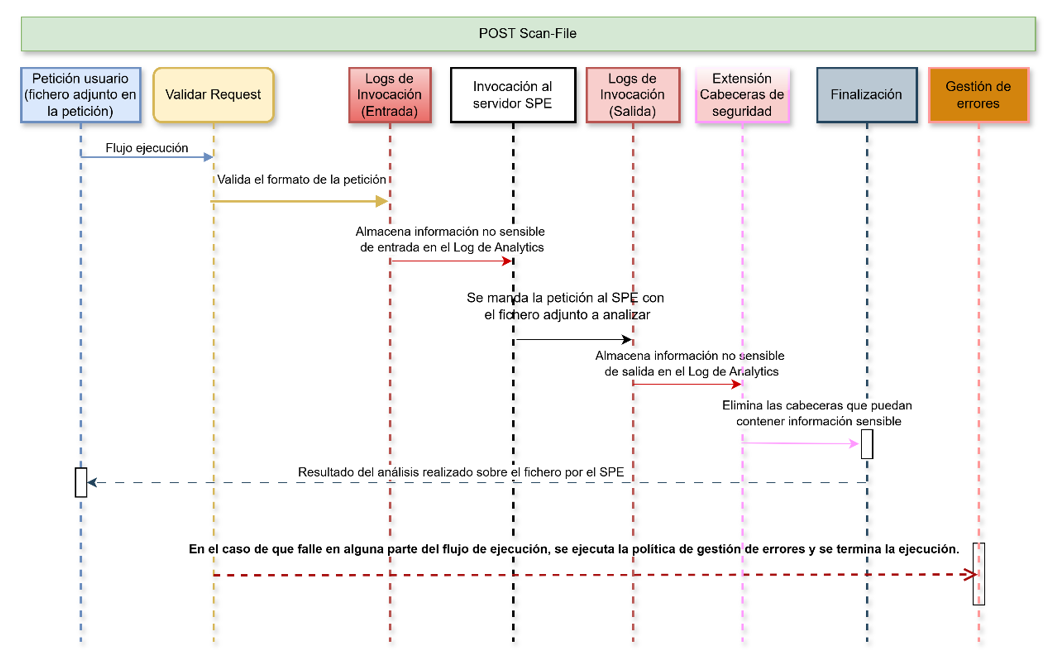 POST Scan-File
Petición usuario
(fichero adjunto en
la petición)
Validar Request
Logs de
Invocación
(Entrada)
Invocación al
servidor SPE
Logs de
Invocación
(Salida)
Extensión
Cabeceras de
seguridad
Finalización
Gestión de
errores
Flujo ejecución
Valida el formato de la petición
Almacena información no sensible
de entrada en el Log de Analytics
Se manda la petición al SPE con
el fichero adjunto a analizar
Almacena información no sensible
de salida en el Log de Analytics
Elimina las cabeceras que puedan
contener información sensible
Resultado del análisis realizado sobre el fichero por el SPE
En el caso de que falle en alguna parte del flujo de ejecución, se ejecuta la política de gestión de errores y se termina la ejecución.